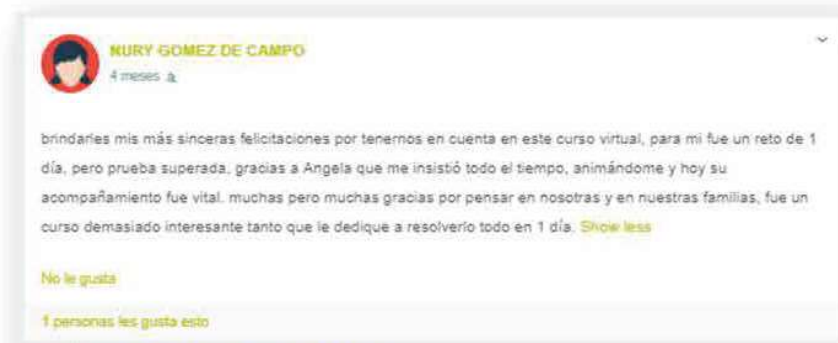 NURY GOMEZ DE CAMPO
4 meses
brindarles mis más sinceras felicitaciones por tenernos en cuenta en este curso virtual, para mi fue un reto de 1
día, pero prueba superada, gracias a Angela que me insistió todo el tiempo, animándome y hoy su
acompañamiento fue vital. muchas pero muchas gracias por pensar en nosotras y en nuestras familias, fue un
curso demasiado interesante tanto que le dedique a resolverlo todo en 1 día. Show less
No le gusta
1 personas les gusta esto